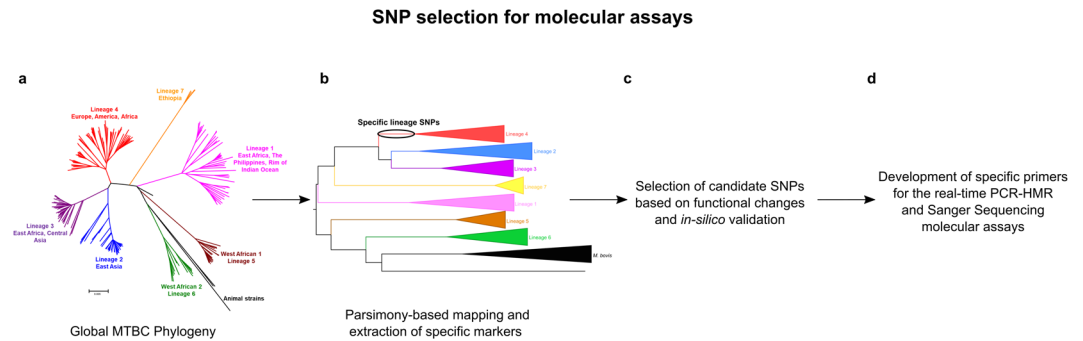 SNP selection for molecular assays
a
b
c
d
Lineage 7
Ethiopia
Lineage 4
Europe, America, Africa
Lineage 1
East Africa, The
Philippines, Rim of
Indian Ocean
Lineage 3
East Africa, Central
Asia
Lineage 2
East Asia
West African 1
Lineage 5
West African 2
Lineage 6
Animal strains
Global MTBC Phylogeny
Specific lineage SNPs
Lineage 4
Lineage 2
Lineage 3
Lineage 7
Lineage 1
Lineage 5
Lineage 6
M. bovis
Parsimony-based mapping and
extraction of specific markers
Selection of candidate SNPs
based on functional changes
and in-silico validation
Development of specific primers
for the real-time PCR-HMR
and Sanger Sequencing
molecular assays